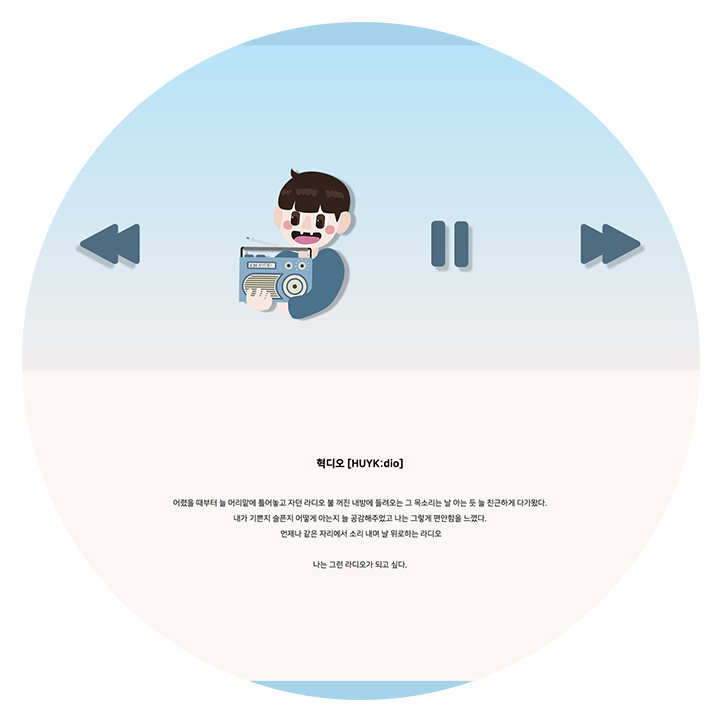 혁디오 [HUYK:dio]
어렸을 때부터 늘 머리맡에 틀어놓고 자던 라디오 불 꺼진 내방에 들려오는 그 목소리는 날 아는 듯 늘 친근하게 다가왔다.
내가 기쁜지 슬픈지 어떻게 아는지 늘 공감해주었고 나는 그렇게 편안함을 느꼈다.
언제나 같은 자리에서 소리 내며 날 위로하는 라디오
나는 그런 라디오가 되고 싶다.